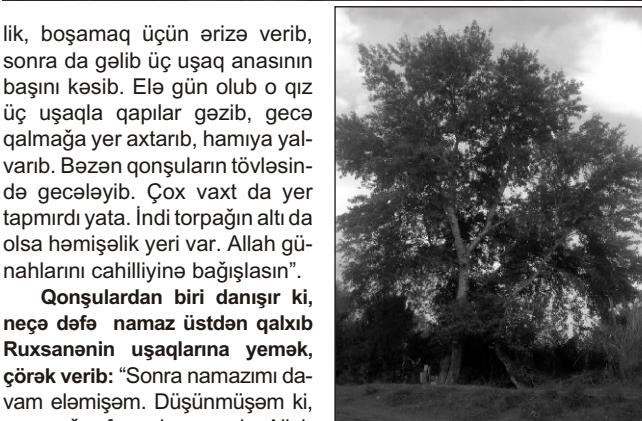 lik, boşamaq üçün ərizə verib,
sonra da gəlib üç uşaq anasının
başını kəsib. Elə gün olub o qız
üç uşaqla qapılar gəzib, gecə
qalmağa yer axtarıb, hamıya yal-
varıb. Bəzən qonşuların tövləsin-
də gecələyib. Çox vaxt da yer
tapmırdı yata. İndi torpağın altı da
olsa həmişəlik yeri var. Allah gü-
nahlarını cahilliyinə bağışlasın”.
Qonşulardan biri danışır ki,
neçə dəfə namaz üstdən qalxıb
Ruxsanənin uşaqlarına yemək,
çörək verib: “Sonra namazımı da-
vam eləmişəm. Düşünmüşəm ki,